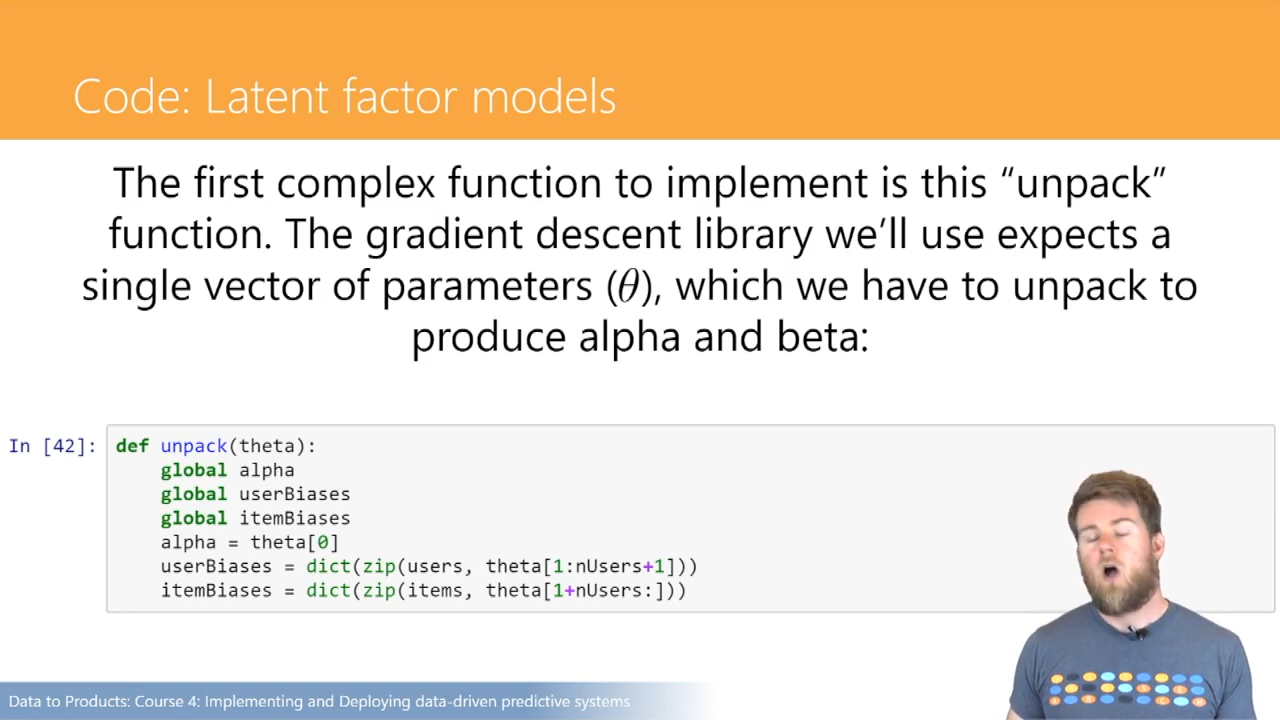 Code: Latent factor models
The first complex function to implement is this “unpack”
function. The gradient descent library we’ll use expects a
single vector of parameters (θ), which we have to unpack to
produce alpha and beta:
In [42]: def unpack(theta):
    global alpha
    global userBiases
    global itemBiases
    alpha = theta[0]
    userBiases = dict(zip(users, theta[1:nUsers+1]))
    itemBiases = dict(zip(items, theta[1+nUsers:]))
Data to Products: Course 4: Implementing and Deploying data-driven predictive systems